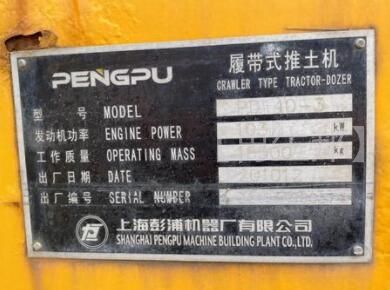 PENGPU
履带式推土机
CRAWLER TYPE TRACTOR-DOZER
型 号 MODEL
发动机功率 ENGINE POWER kW
工作质量 OPERATING MASS kg
出厂日期 DATE 201012
出厂编号 SERIAL NUMBER
上海彭浦机器厂有限公司
SHANGHAI PENGPU MACHINE BUILDING PLANT CO.,LTD.